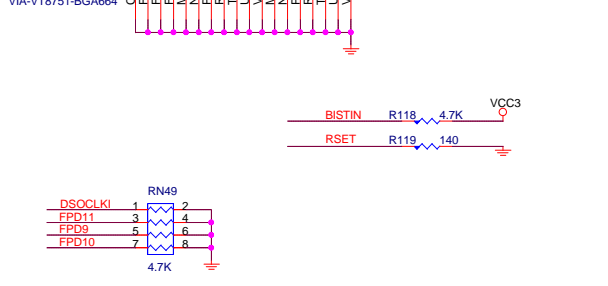 VIA-VT8751-BGA664
VCC3
BISTIN R118 4.7K
RSET R119 140
RN49
DSOCLKI 1 2
FPD11 3 4
FPD9 5 6
FPD10 7 8
4.7K